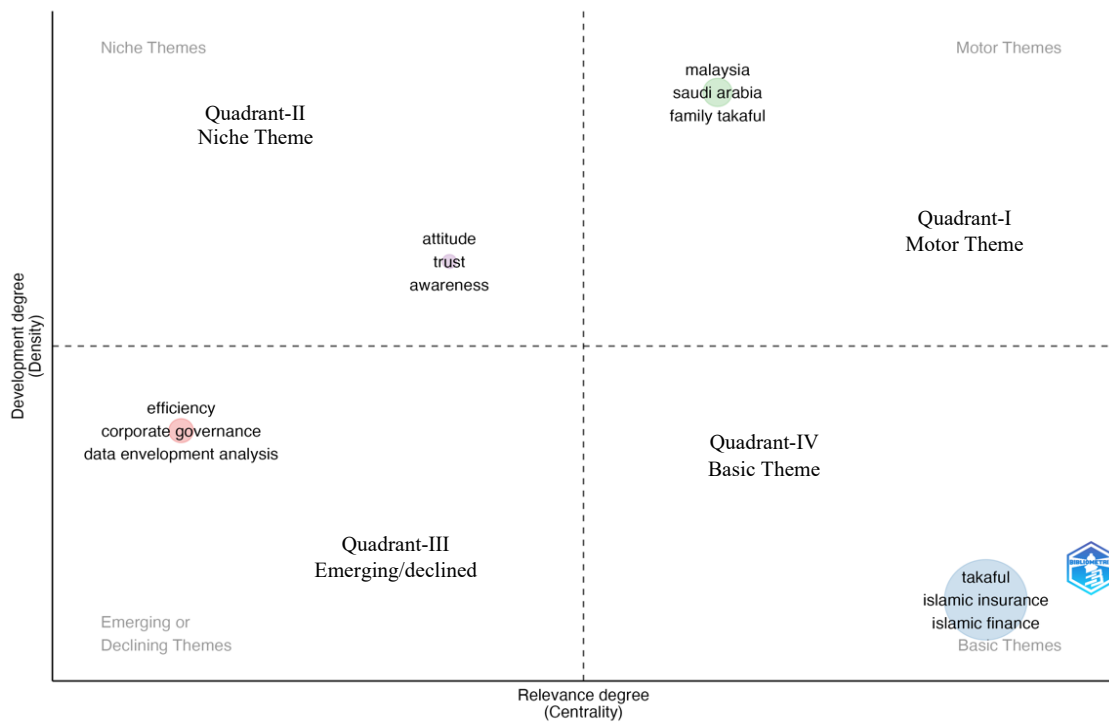 Niche Themes
Motor Themes
malaysia
saudi arabia
family takaful
Quadrant-II
Niche Theme
Quadrant-I
Motor Theme
attitude
trust
awareness
Development degree
(Density)
efficiency
corporate governance
data envelopment analysis
Quadrant-IV
Basic Theme
Quadrant-III
Emerging/declined
takaful
islamic insurance
islamic finance
Emerging or
Declining Themes
Basic Themes
Relevance degree
(Centrality)